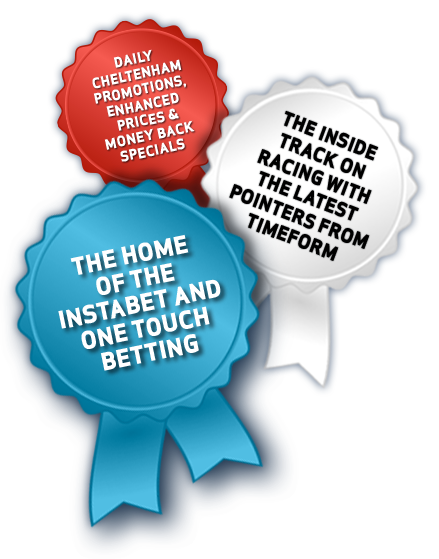 DAILY
CHELTENHAM
PROMOTIONS,
ENHANCED
PRICES &
MONEY BACK
SPECIALS
THE INSIDE
TRACK ON
RACING WITH
THE LATEST
POINTERS FROM
TIMEFORM
THE HOME
OF THE
INSTABET AND
ONE TOUCH
BETTING